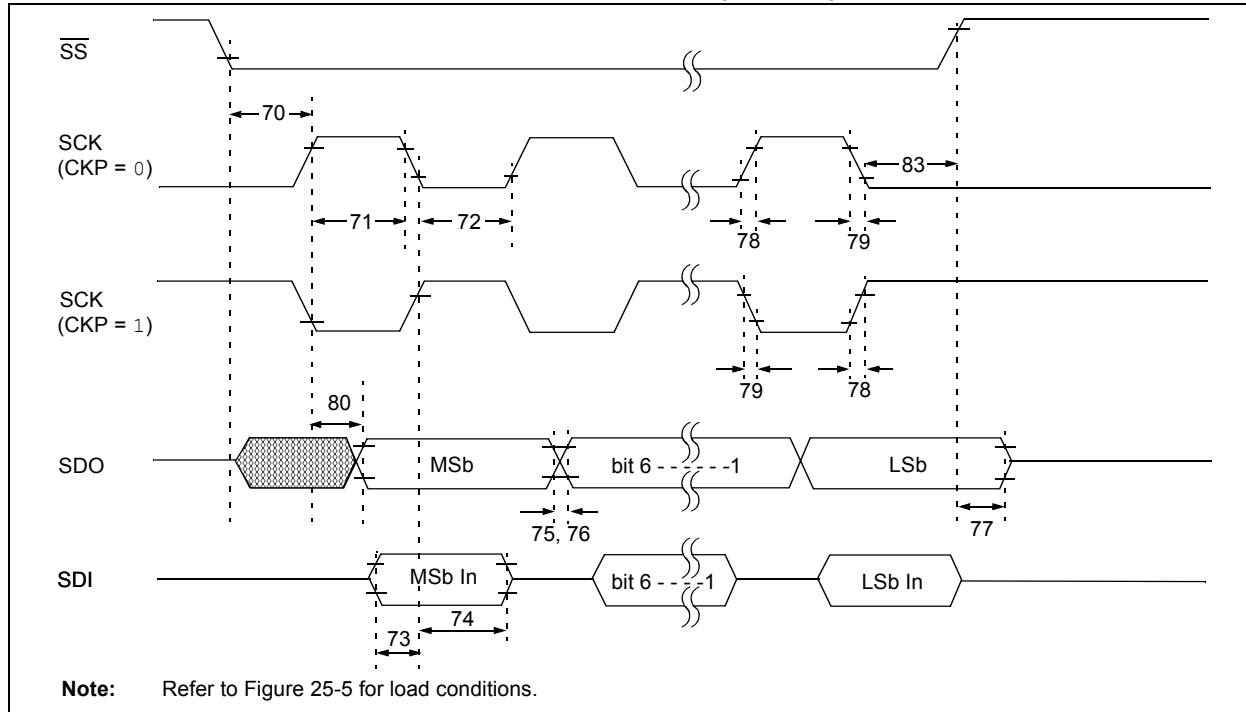 SS
70
SCK
(CKP = 0)
83
71
72
78
79
SCK
(CKP = 1)
79
78
80
SDO
MSb
bit 6 - - - - - -1
LSb
75, 76
77
SDI
MSb In
bit 6 - - - -1
LSb In
74
73
Note: Refer to Figure 25-5 for load conditions.